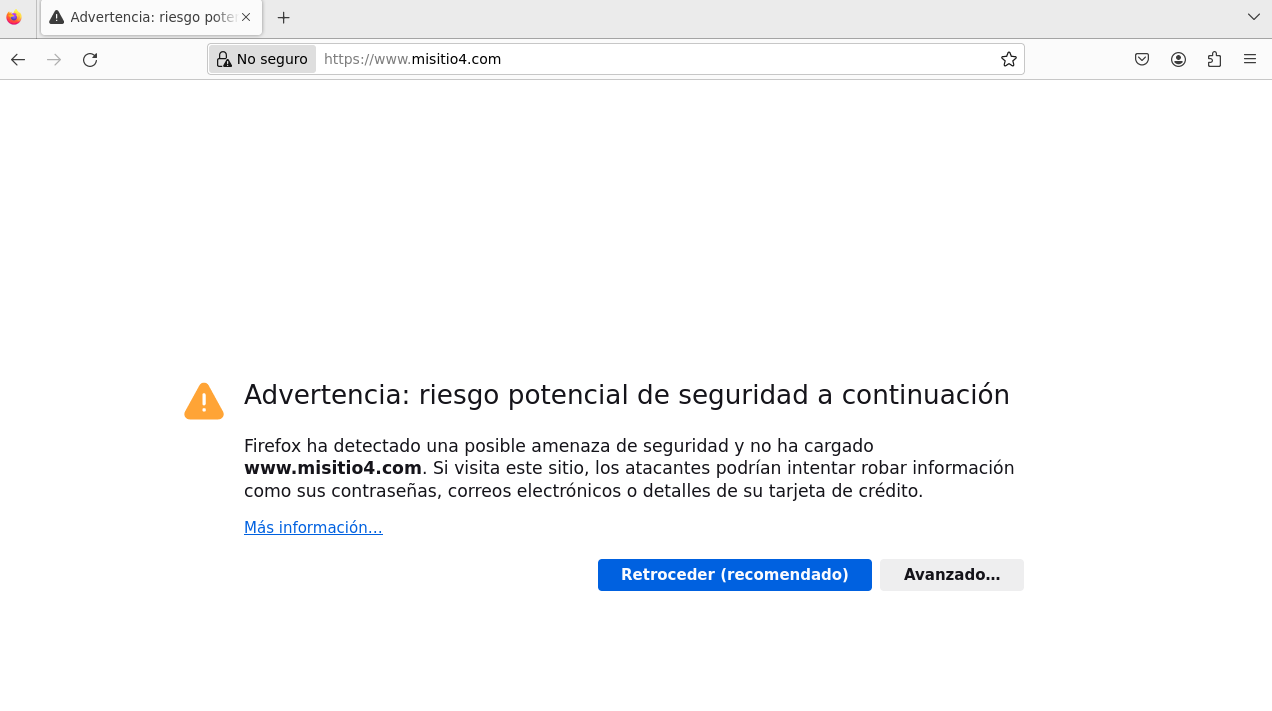 Advertencia: riesgo poten
No seguro
https://www.misitio4.com
Advertencia: riesgo potencial de seguridad a continuación
Firefox ha detectado una posible amenaza de seguridad y no ha cargado
www.misitio4.com. Si visita este sitio, los atacantes podrían intentar robar información
como sus contraseñas, correos electrónicos o detalles de su tarjeta de crédito.
Más información...
Retroceder (recomendado)
Avanzado...